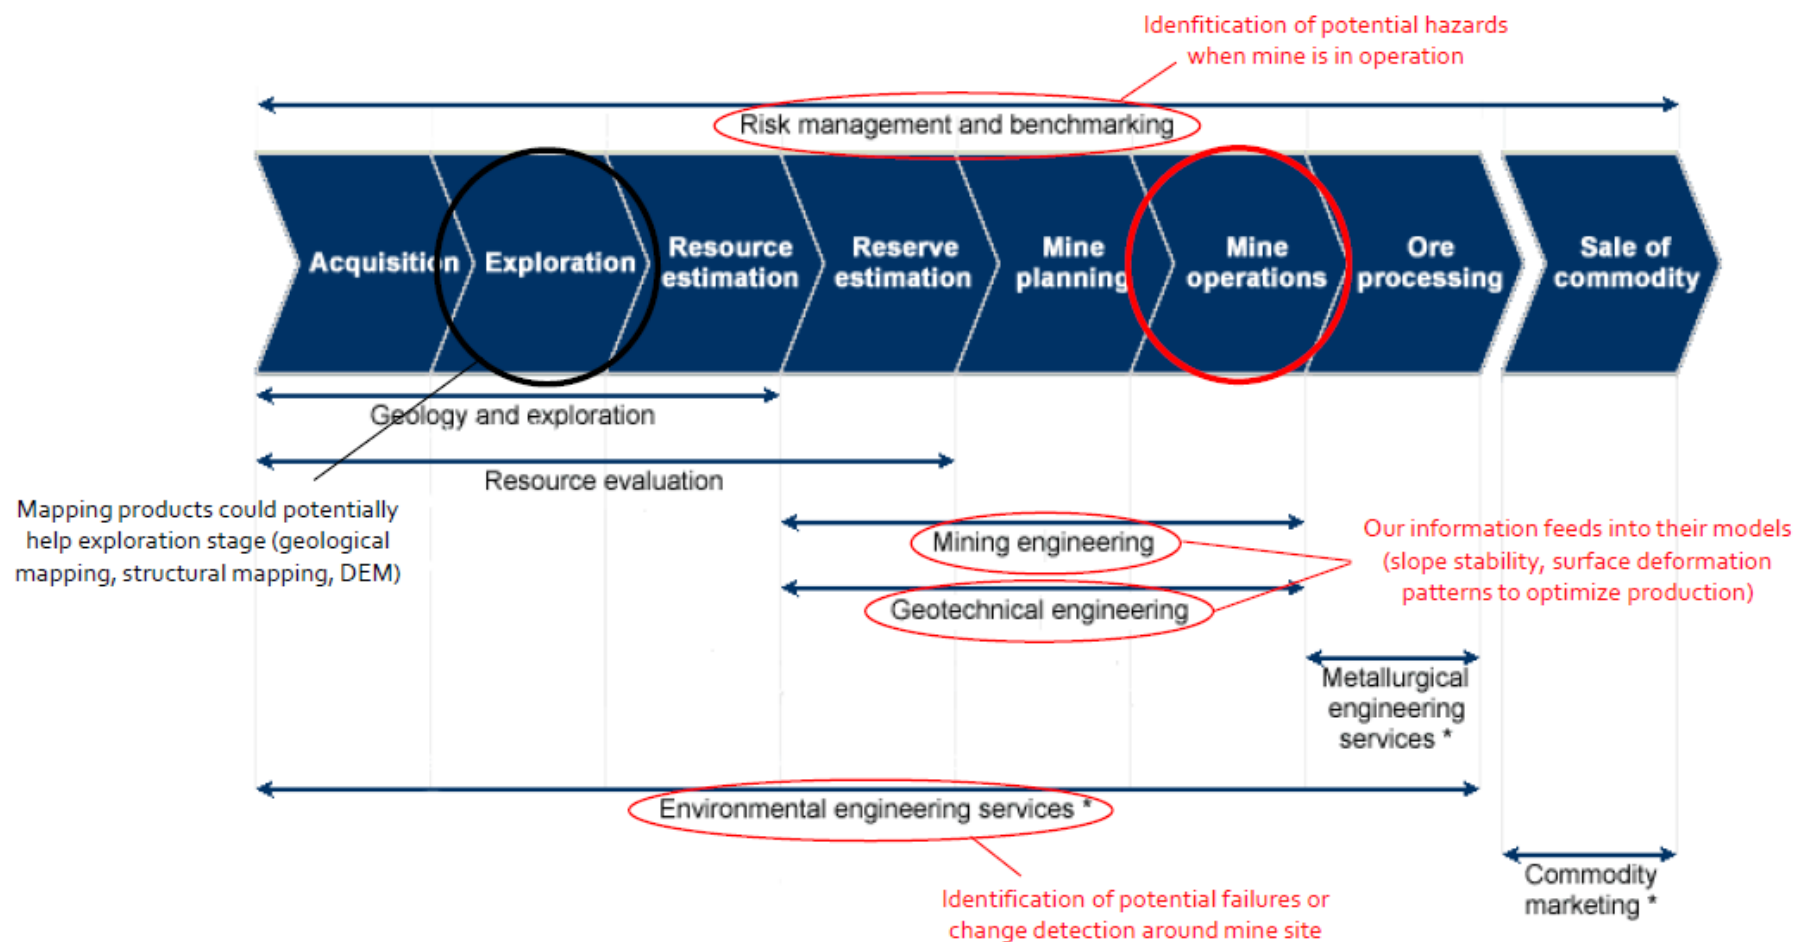 Idenfitication of potential hazards
when mine is in operation
Risk management and benchmarking
Acquisition
Exploration
Resource
estimation
Reserve
estimation
Mine
planning
Mine
operations
Ore
processing
Sale of
commodity
Geology and exploration
Resource evaluation
Mapping products could potentially
help exploration stage (geological
mapping, structural mapping, DEM)
Mining engineering
Geotechnical engineering
Our information feeds into their models
(slope stability, surface deformation
patterns to optimize production)
Metallurgical
engineering
services *
Environmental engineering services *
Identification of potential failures or
change detection around mine site
Commodity
marketing *